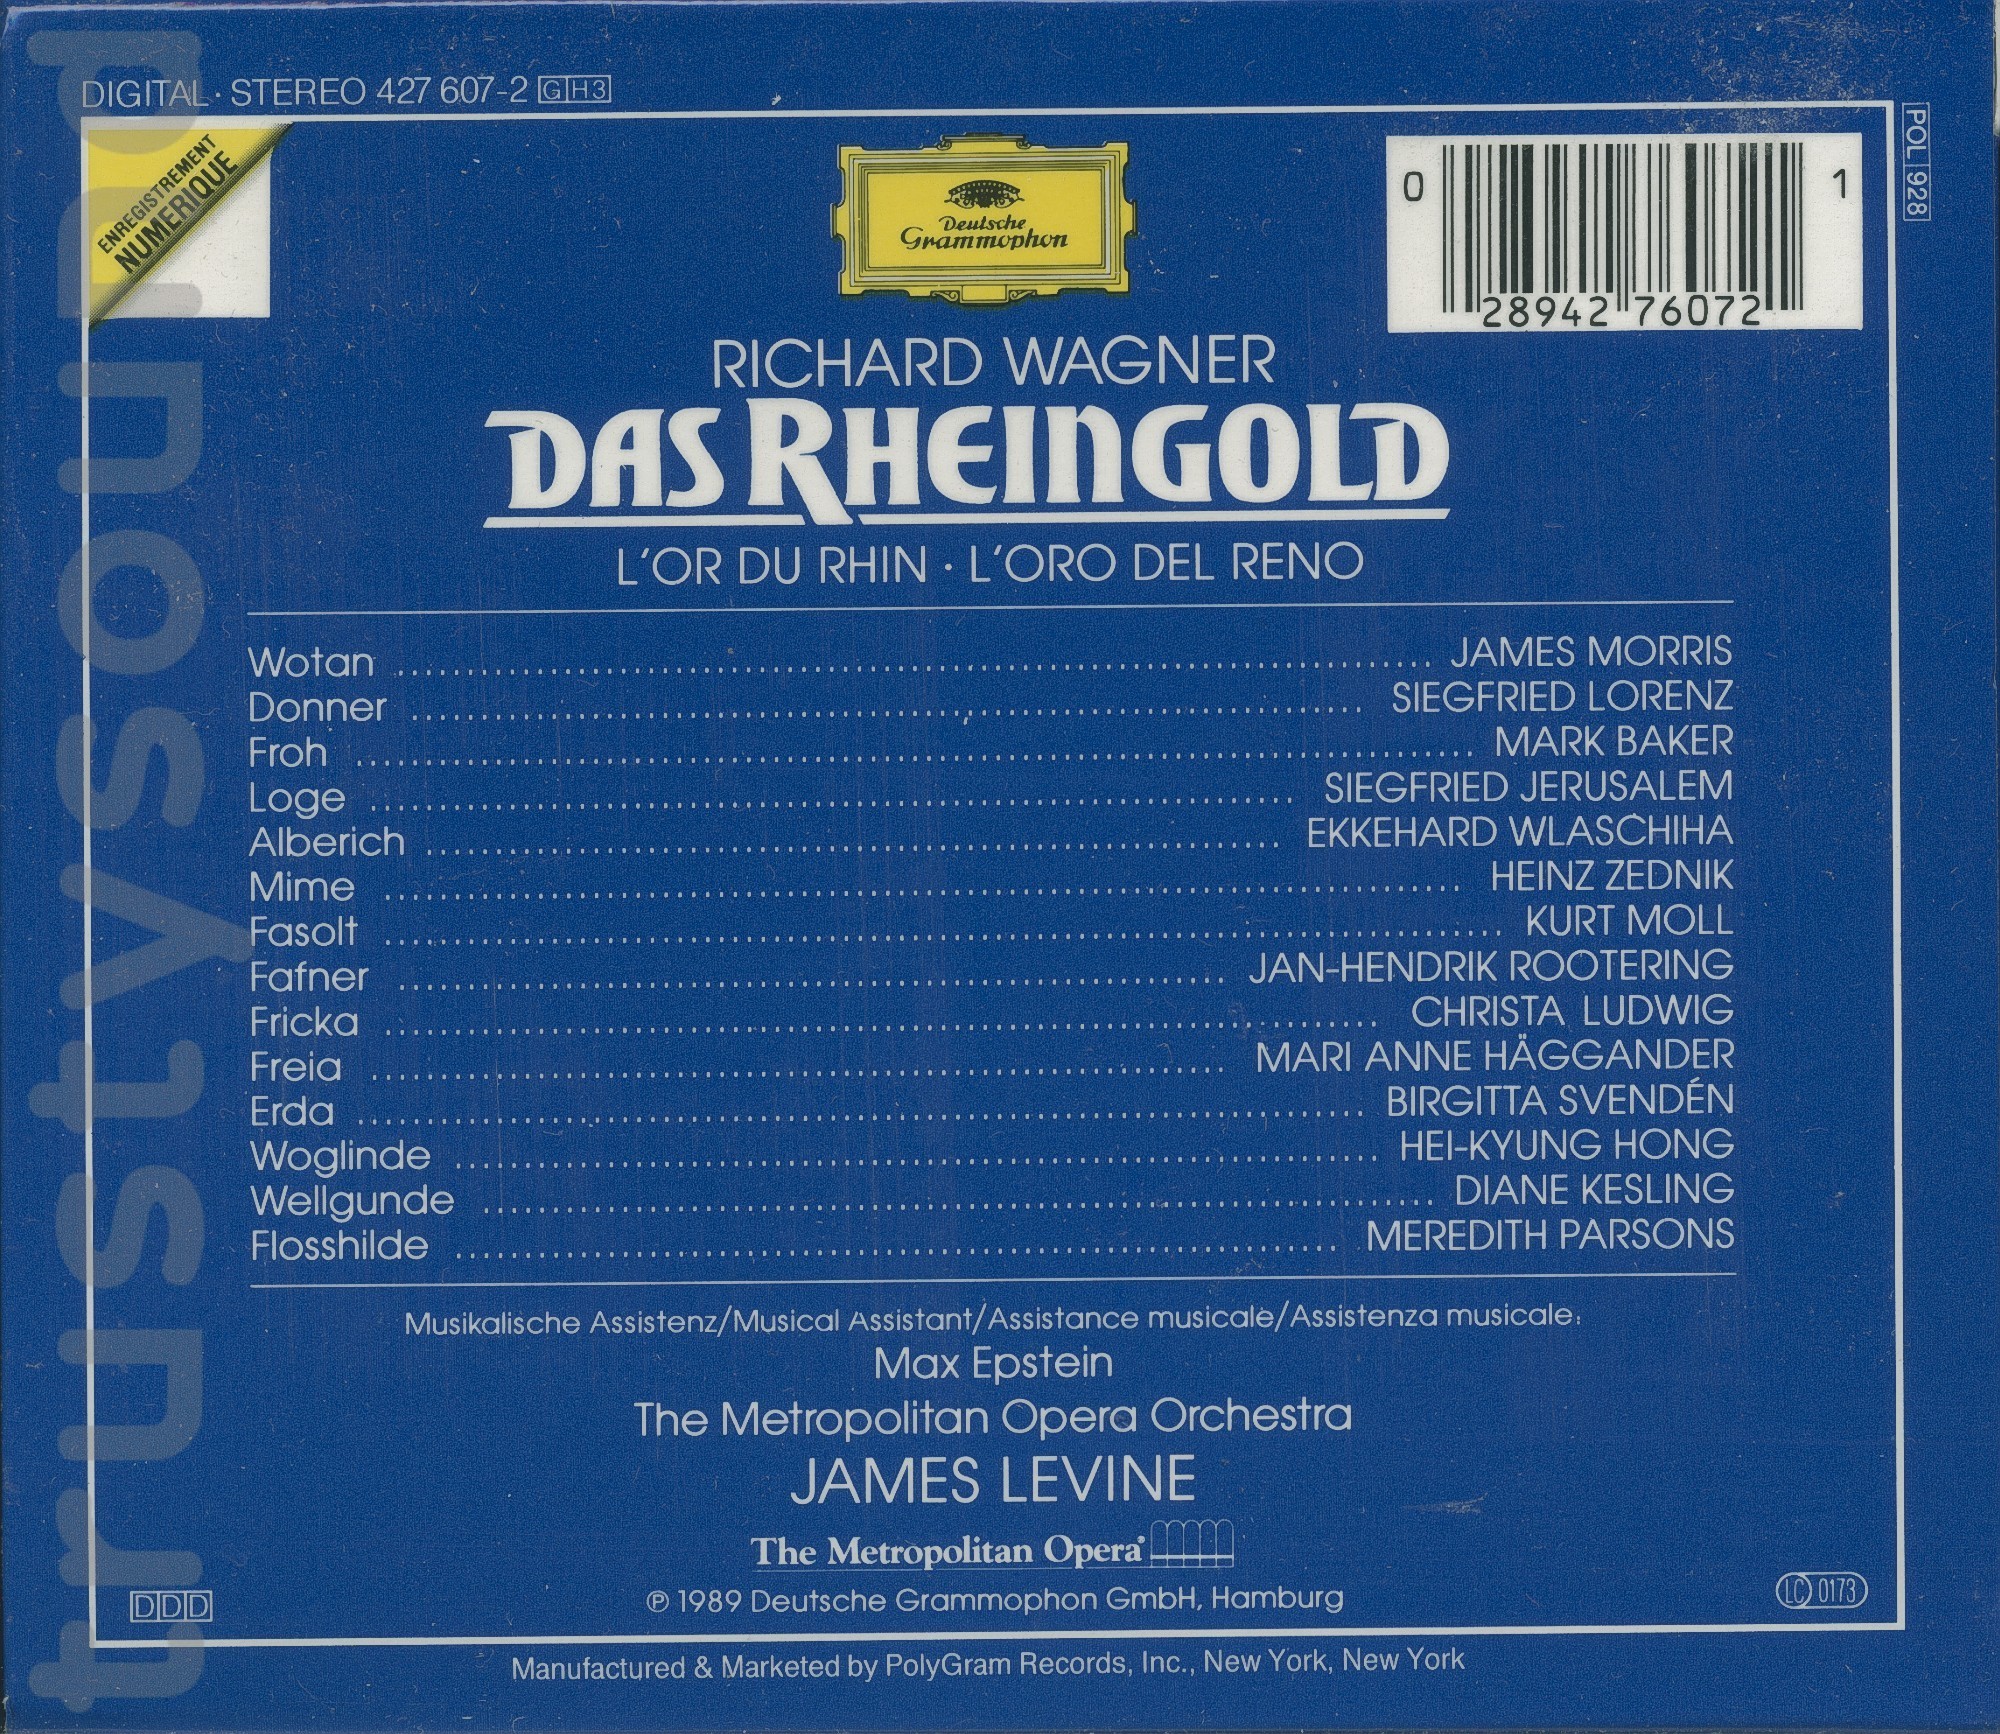 DIGITAL · STEREO 427 607-2 GH3
POL 928
ENREGISTREMENT
NUMERIQUE
Deutsche
Grammophon
0 28942 76072 1
RICHARD WAGNER
DAS RHEINGOLD
L'OR DU RHIN · L'ORO DEL RENO
Wotan ........ JAMES MORRIS
Donner ........ SIEGFRIED LORENZ
Froh ........ MARK BAKER
Loge ........ SIEGFRIED JERUSALEM
Alberich ........ EKKEHARD WLASCHIHA
Mime ........ HEINZ ZEDNIK
Fasolt ........ KURT MOLL
Fafner ........ JAN-HENDRIK ROOTERING
Fricka ........ CHRISTA LUDWIG
Freia ........ MARI ANNE HÄGGANDER
Erda ........ BIRGITTA SVENDÉN
Woglinde ........ HEI-KYUNG HONG
Wellgunde ........ DIANE KESLING
Flosshilde ........ MEREDITH PARSONS
Musikalische Assistenz/Musical Assistant/Assistance musicale/Assistenza musicale:
Max Epstein
The Metropolitan Opera Orchestra
JAMES LEVINE
The Metropolitan Opera®
DDD
℗ 1989 Deutsche Grammophon GmbH, Hamburg
LC 0173
Manufactured & Marketed by PolyGram Records, Inc., New York, New York
trustysound